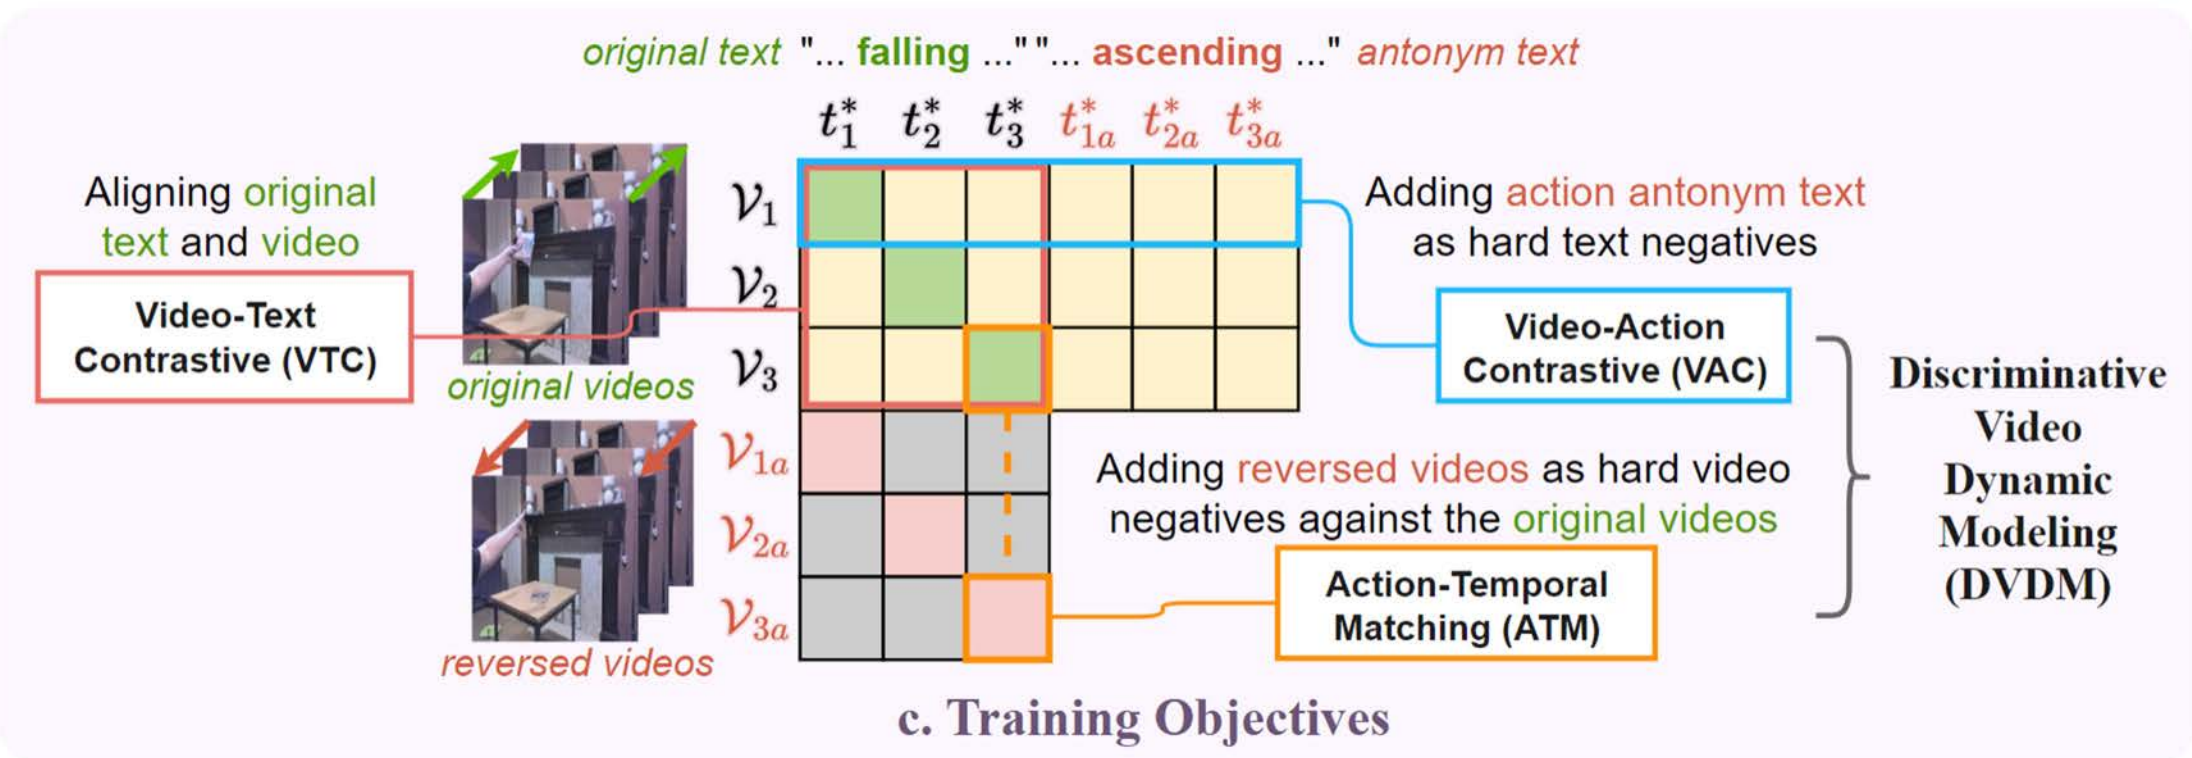 original text "... falling ..." "... ascending ..." antonym text
t*1 t*2 t*3 t*1a t*2a t*3a
Aligning original
text and video
Video-Text
Contrastive (VTC)
original videos
reversed videos
V1
V2
V3
V1a
V2a
V3a
Adding action antonym text
as hard text negatives
Video-Action
Contrastive (VAC)
Adding reversed videos as hard video
negatives against the original videos
Action-Temporal
Matching (ATM)
Discriminative
Video
Dynamic
Modeling
(DVDM)
c. Training Objectives